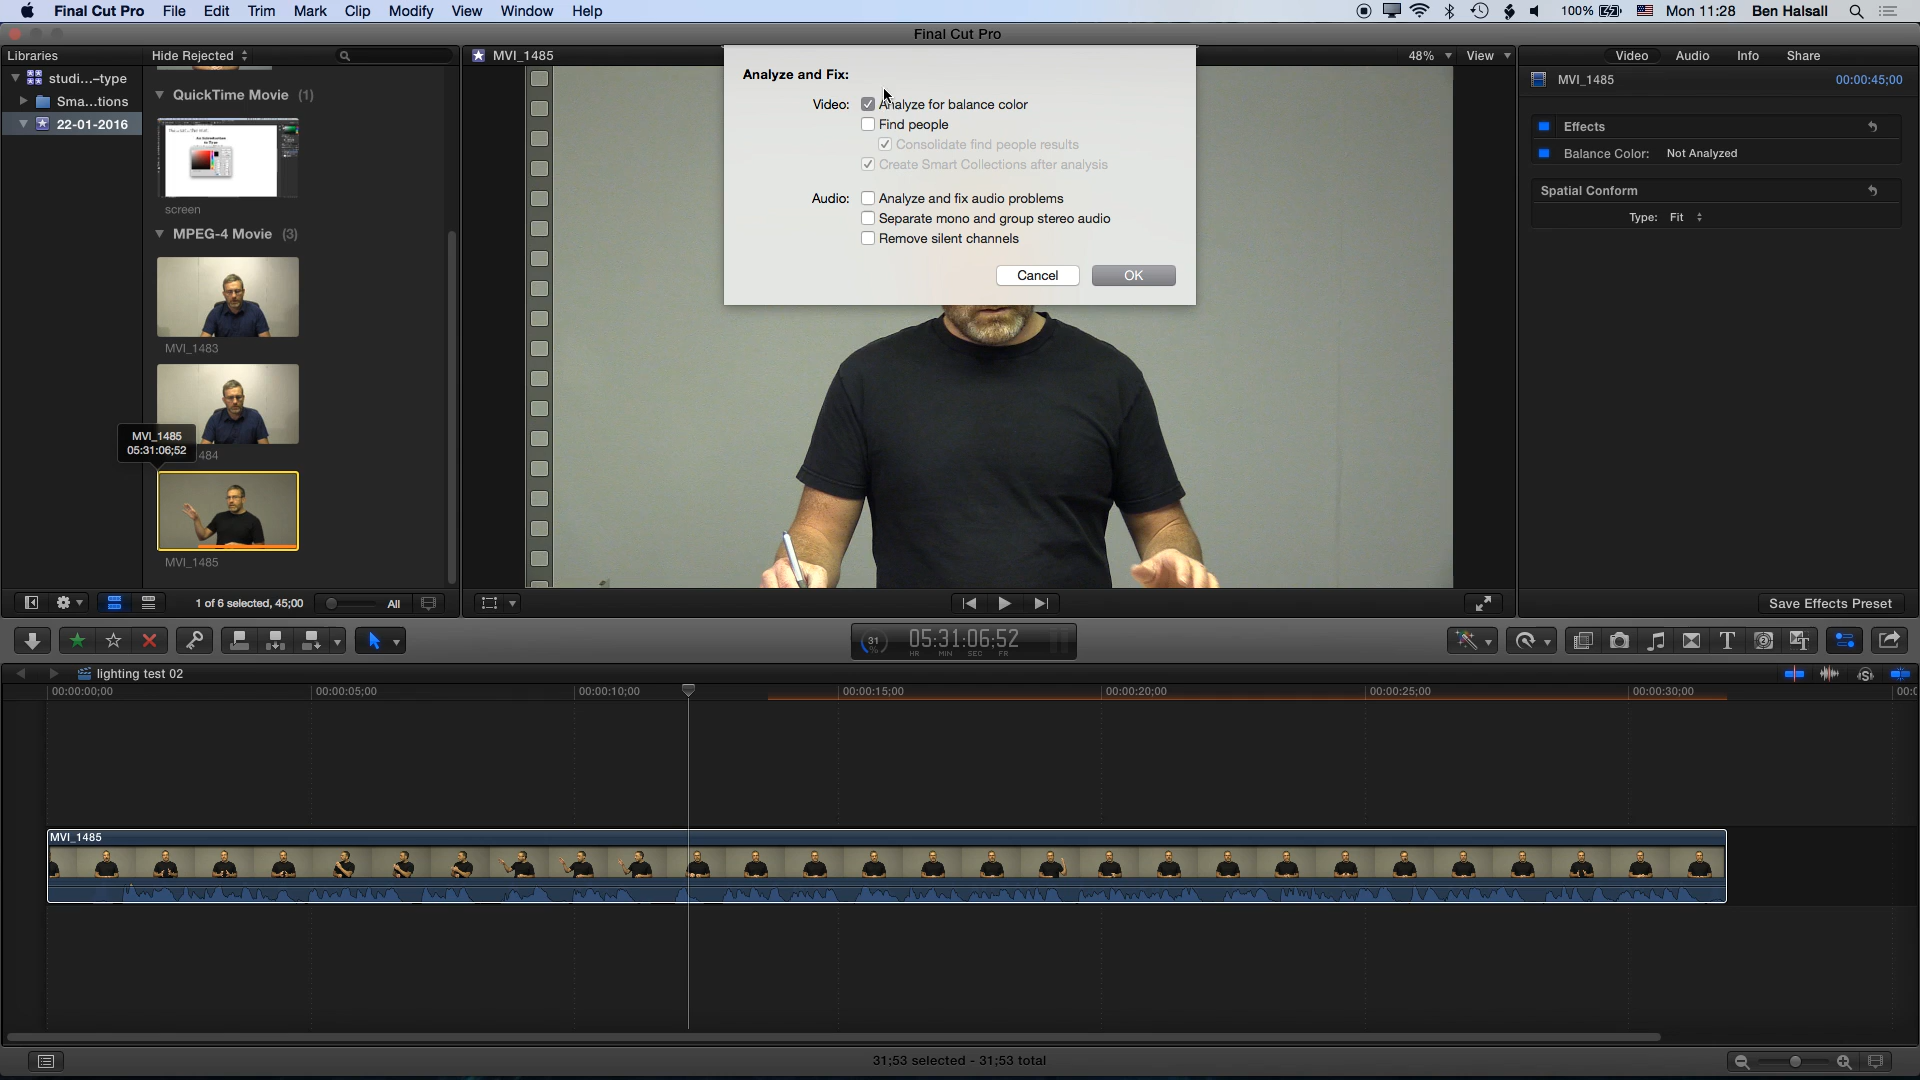 Final Cut Pro File Edit Trim Mark Clip Modify View Window Help 100% Mon 11:28 Ben Halsall
Final Cut Pro
Libraries Hide Rejected MVI_1485 48% View Video Audio Info Share
studi...–type
Sma...tions
22-01-2016
QuickTime Movie (1)
screen
MPEG-4 Movie (3)
MVI_1483
MVI_1485
05:31:06;52
484
MVI_1485
1 of 6 selected, 45;00 All
Analyze and Fix:
Video: Analyze for balance color
Find people
Consolidate find people results
Create Smart Collections after analysis
Audio: Analyze and fix audio problems
Separate mono and group stereo audio
Remove silent channels
Cancel OK
MVI_1485 00:00:45;00
Effects
Balance Color: Not Analyzed
Spatial Conform
Type: Fit
Save Effects Preset
31 % 05:31:06;52
HR MIN SEC FR
lighting test 02
00:00:00;00 00:00:05;00 00:00:10;00 00:00:15;00 00:00:20;00 00:00:25;00 00:00:30;00 00:0
MVI_1485
31;53 selected - 31;53 total